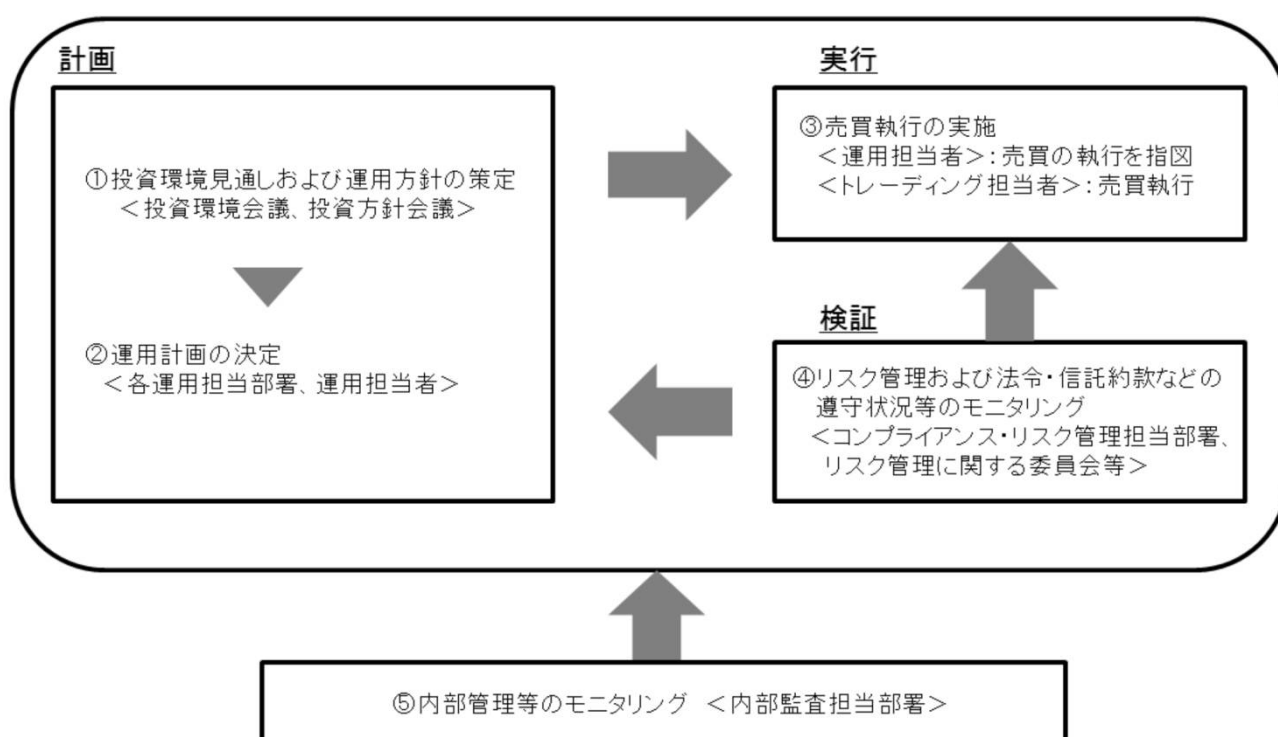 計画
①投資環境見通しおよび運用方針の策定
＜投資環境会議、投資方針会議＞
②運用計画の決定
＜各運用担当部署、運用担当者＞
実行
③売買執行の実施
＜運用担当者＞：売買の執行を指図
＜トレーディング担当者＞：売買執行
検証
④リスク管理および法令・信託約款などの
遵守状況等のモニタリング
＜コンプライアンス・リスク管理担当部署、
リスク管理に関する委員会等＞
⑤内部管理等のモニタリング ＜内部監査担当部署＞